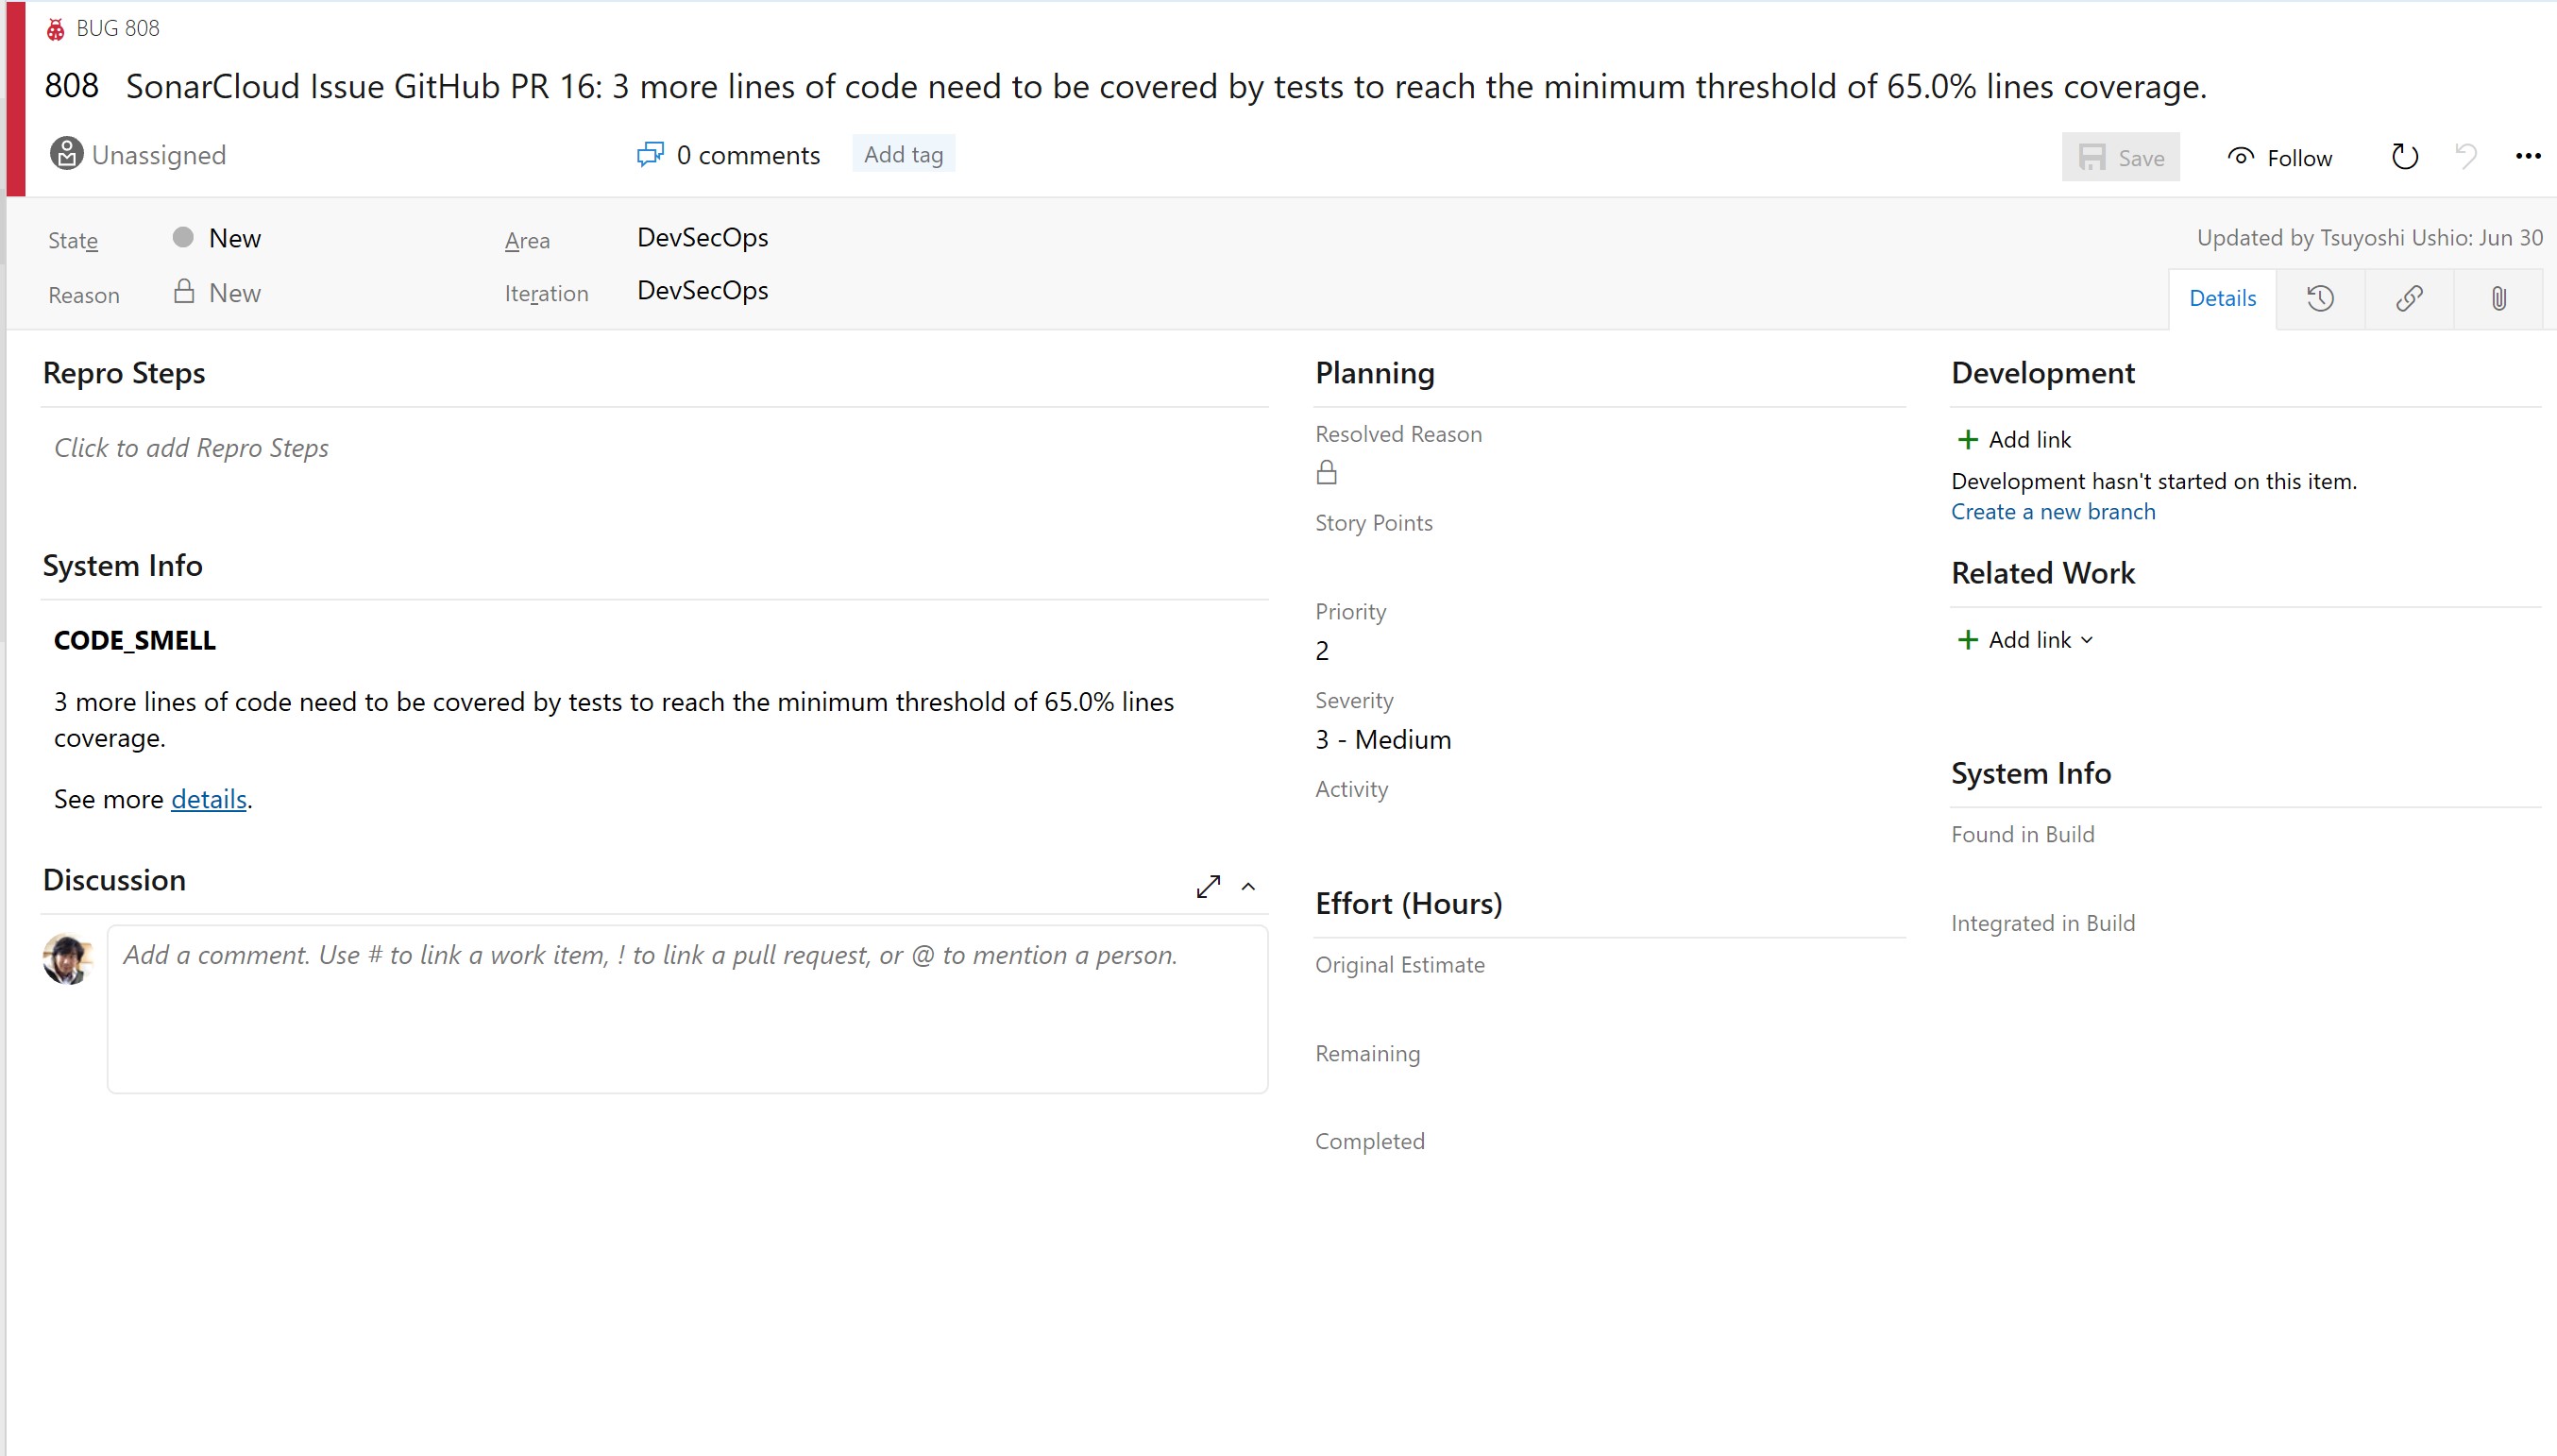 BUG 808
808 SonarCloud Issue GitHub PR 16: 3 more lines of code need to be covered by tests to reach the minimum threshold of 65.0% lines coverage.
Unassigned
0 comments
Add tag
Save
Follow
State
New
Area
DevSecOps
Updated by Tsuyoshi Ushio: Jun 30
Reason
New
Iteration
DevSecOps
Details
Repro Steps
Click to add Repro Steps
System Info
CODE_SMELL
3 more lines of code need to be covered by tests to reach the minimum threshold of 65.0% lines
coverage.
See more details.
Discussion
Add a comment. Use # to link a work item, ! to link a pull request, or @ to mention a person.
Planning
Resolved Reason
Story Points
Priority
2
Severity
3 - Medium
Activity
Effort (Hours)
Original Estimate
Remaining
Completed
Development
Add link
Development hasn't started on this item.
Create a new branch
Related Work
Add link
System Info
Found in Build
Integrated in Build